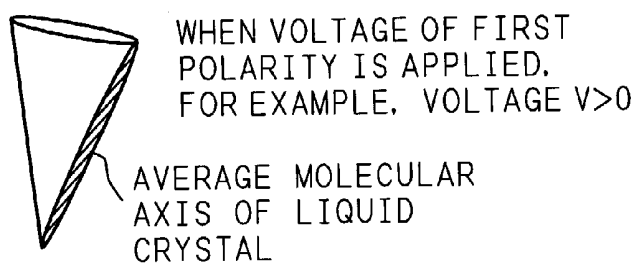 WHEN VOLTAGE OF FIRST
POLARITY IS APPLIED.
FOR EXAMPLE, VOLTAGE V>0
AVERAGE MOLECULAR
AXIS OF LIQUID
CRYSTAL